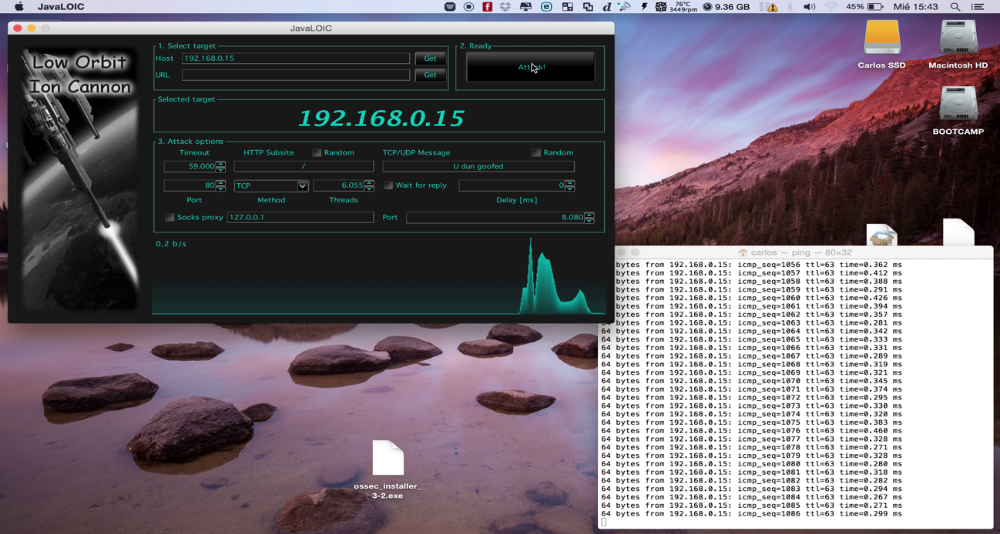 JavaLOIC
76°C
3449rpm
9.36 GB
45%
Mié 15:43
JavaLOIC
Low Orbit
Ion Cannon
1. Select target
Host 192.168.0.15 Get
URL Get
2. Ready
Attack!
Selected target
192.168.0.15
3. Attack options
Timeout HTTP Subsite Random TCP/UDP Message Random
59.000 / U dun goofed
80 TCP 6.055 Wait for reply 0
Port Method Threads Delay [ms]
Socks proxy 127.0.0.1 Port 8.080
0,2 b/s
Carlos SSD
Macintosh HD
BOOTCAMP
carlos — ping — 80×32
bytes from 192.168.0.15: icmp_seq=1056 ttl=63 time=0.362 ms
bytes from 192.168.0.15: icmp_seq=1057 ttl=63 time=0.412 ms
bytes from 192.168.0.15: icmp_seq=1058 ttl=63 time=0.388 ms
bytes from 192.168.0.15: icmp_seq=1059 ttl=63 time=0.291 ms
bytes from 192.168.0.15: icmp_seq=1060 ttl=63 time=0.426 ms
bytes from 192.168.0.15: icmp_seq=1061 ttl=63 time=0.394 ms
bytes from 192.168.0.15: icmp_seq=1062 ttl=63 time=0.357 ms
bytes from 192.168.0.15: icmp_seq=1063 ttl=63 time=0.281 ms
64 bytes from 192.168.0.15: icmp_seq=1064 ttl=63 time=0.342 ms
64 bytes from 192.168.0.15: icmp_seq=1065 ttl=63 time=0.333 ms
64 bytes from 192.168.0.15: icmp_seq=1066 ttl=63 time=0.331 ms
64 bytes from 192.168.0.15: icmp_seq=1067 ttl=63 time=0.289 ms
64 bytes from 192.168.0.15: icmp_seq=1068 ttl=63 time=0.319 ms
64 bytes from 192.168.0.15: icmp_seq=1069 ttl=63 time=0.321 ms
64 bytes from 192.168.0.15: icmp_seq=1070 ttl=63 time=0.345 ms
64 bytes from 192.168.0.15: icmp_seq=1071 ttl=63 time=0.374 ms
64 bytes from 192.168.0.15: icmp_seq=1072 ttl=63 time=0.295 ms
64 bytes from 192.168.0.15: icmp_seq=1073 ttl=63 time=0.330 ms
64 bytes from 192.168.0.15: icmp_seq=1074 ttl=63 time=0.320 ms
64 bytes from 192.168.0.15: icmp_seq=1075 ttl=63 time=0.383 ms
64 bytes from 192.168.0.15: icmp_seq=1076 ttl=63 time=0.460 ms
64 bytes from 192.168.0.15: icmp_seq=1077 ttl=63 time=0.328 ms
64 bytes from 192.168.0.15: icmp_seq=1078 ttl=63 time=0.271 ms
64 bytes from 192.168.0.15: icmp_seq=1079 ttl=63 time=0.328 ms
64 bytes from 192.168.0.15: icmp_seq=1080 ttl=63 time=0.280 ms
64 bytes from 192.168.0.15: icmp_seq=1081 ttl=63 time=0.318 ms
64 bytes from 192.168.0.15: icmp_seq=1082 ttl=63 time=0.282 ms
64 bytes from 192.168.0.15: icmp_seq=1083 ttl=63 time=0.294 ms
64 bytes from 192.168.0.15: icmp_seq=1084 ttl=63 time=0.267 ms
64 bytes from 192.168.0.15: icmp_seq=1085 ttl=63 time=0.271 ms
64 bytes from 192.168.0.15: icmp_seq=1086 ttl=63 time=0.299 ms
ossec_installer_
3-2.exe